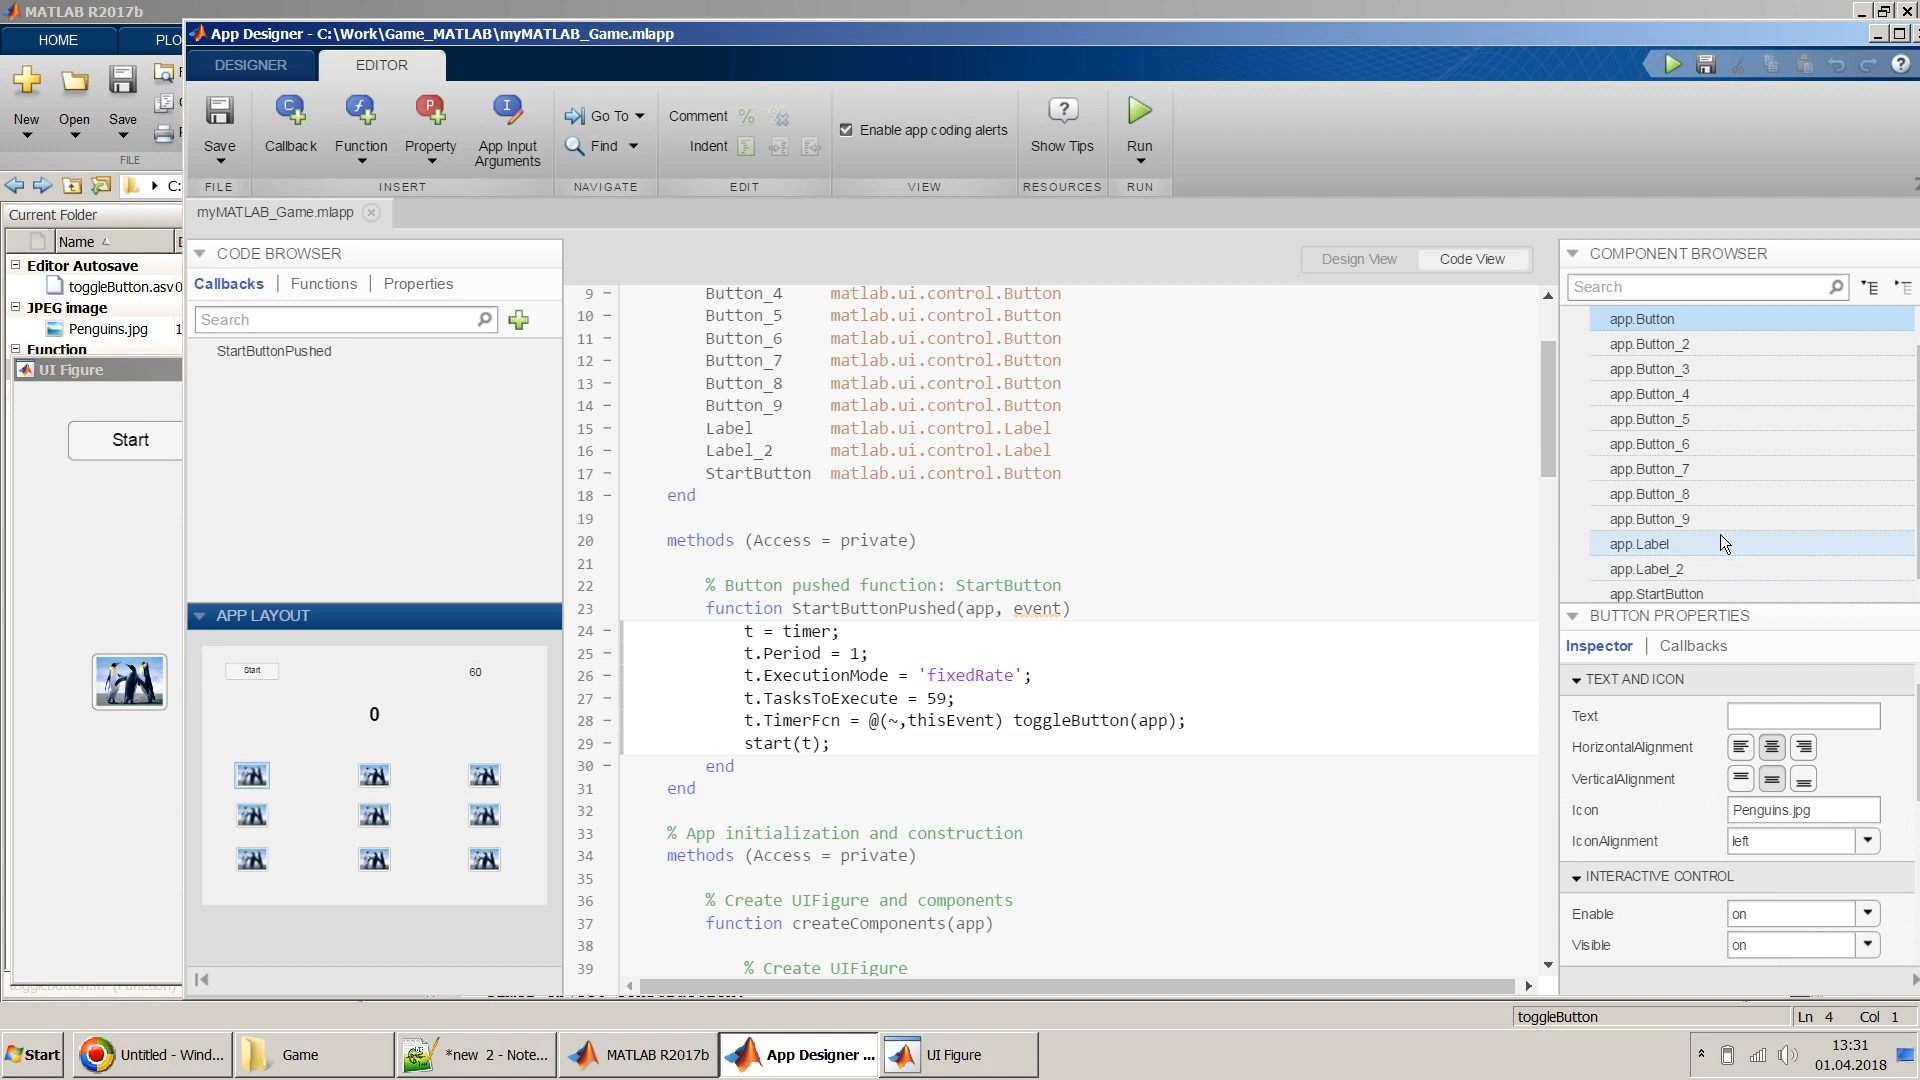 MATLAB R2017b
App Designer - C:\Work\Game_MATLAB\myMATLAB_Game.mlapp
HOME
PLO
DESIGNER
EDITOR
New
Open
Save
FILE
Save
Callback
Function
Property
App Input
Arguments
Go To
Find
Comment
Indent
Enable app coding alerts
Show Tips
Run
FILE
INSERT
NAVIGATE
EDIT
VIEW
RESOURCES
RUN
C:
Current Folder
Name
Editor Autosave
toggleButton.asv
JPEG image
Penguins.jpg
Function
UI Figure
Start
myMATLAB_Game.mlapp
CODE BROWSER
Callbacks | Functions | Properties
Search
StartButtonPushed
APP LAYOUT
Start
60
0
Design View
Code View
9 - Button_4 matlab.ui.control.Button
10 - Button_5 matlab.ui.control.Button
11 - Button_6 matlab.ui.control.Button
12 - Button_7 matlab.ui.control.Button
13 - Button_8 matlab.ui.control.Button
14 - Button_9 matlab.ui.control.Button
15 - Label matlab.ui.control.Label
16 - Label_2 matlab.ui.control.Label
17 - StartButton matlab.ui.control.Button
18 - end
19
20 methods (Access = private)
21
22 % Button pushed function: StartButton
23 function StartButtonPushed(app, event)
24 - t = timer;
25 - t.Period = 1;
26 - t.ExecutionMode = 'fixedRate';
27 - t.TasksToExecute = 59;
28 - t.TimerFcn = @(~,thisEvent) toggleButton(app);
29 - start(t);
30 - end
31 end
32
33 % App initialization and construction
34 methods (Access = private)
35
36 % Create UIFigure and components
37 function createComponents(app)
38
39 % Create UIFigure
COMPONENT BROWSER
Search
app.Button
app.Button_2
app.Button_3
app.Button_4
app.Button_5
app.Button_6
app.Button_7
app.Button_8
app.Button_9
app.Label
app.Label_2
app.StartButton
BUTTON PROPERTIES
Inspector | Callbacks
TEXT AND ICON
Text
HorizontalAlignment
VerticalAlignment
Icon Penguins.jpg
IconAlignment left
INTERACTIVE CONTROL
Enable on
Visible on
toggleButton
Ln 4 Col 1
Start
Untitled - Wind...
Game
*new 2 - Note...
MATLAB R2017b
App Designer ...
UI Figure
13:31
01.04.2018